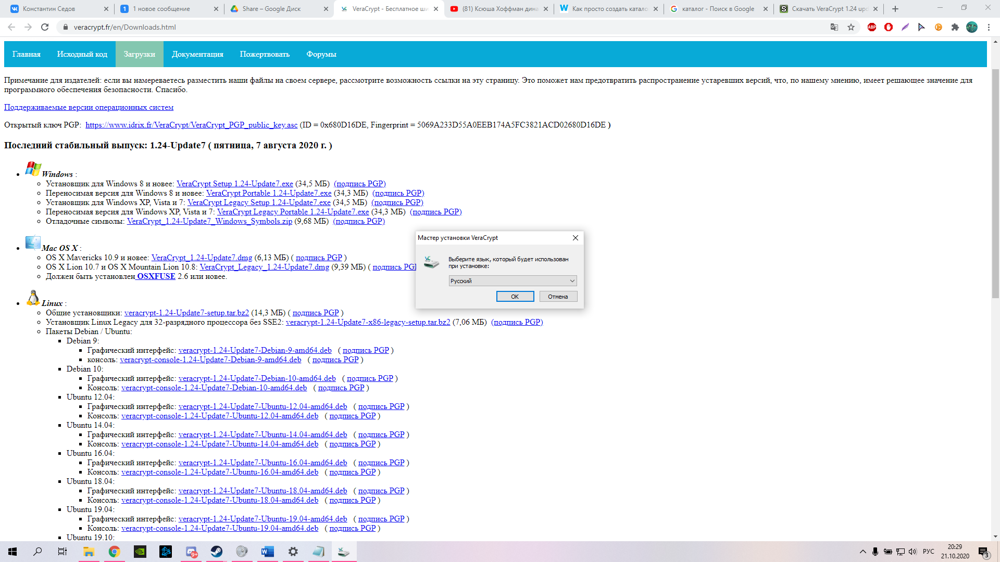 Константин Седов
1 новое сообщение
Share – Google Диск
VeraCrypt - Бесплатное ши
(81) Ксюша Хоффман дина
Как просто создать катало
каталог - Поиск в Google
Скачать VeraCrypt 1.24 upd
veracrypt.fr/en/Downloads.html
ABP
Главная Исходный код Загрузки Документация Пожертвовать Форумы
Примечание для издателей: если вы намереваетесь разместить наши файлы на своем сервере, рассмотрите возможность ссылки на эту страницу. Это поможет нам предотвратить распространение устаревших версий, что, по нашему мнению, имеет решающее значение для
программного обеспечения безопасности. Спасибо.
Поддерживаемые версии операционных систем
Открытый ключ PGP: https://www.idrix.fr/VeraCrypt/VeraCrypt_PGP_public_key.asc (ID = 0x680D16DE, Fingerprint = 5069A233D55A0EEB174A5FC3821ACD02680D16DE )
Последний стабильный выпуск: 1.24-Update7 ( пятница, 7 августа 2020 г. )
Windows :
Установщик для Windows 8 и новее: VeraCrypt Setup 1.24-Update7.exe (34,5 МБ) (подпись PGP)
Переносимая версия для Windows 8 и новее: VeraCrypt Portable 1.24-Update7.exe (34,3 МБ) (подпись PGP)
Установщик для Windows XP, Vista и 7: VeraCrypt Legacy Setup 1.24-Update7.exe (34,5 МБ) (подпись PGP)
Переносимая версия для Windows XP, Vista и 7: VeraCrypt Legacy Portable 1.24-Update7.exe (34,3 МБ) (подпись PGP)
Отладочные символы: VeraCrypt_1.24-Update7_Windows_Symbols.zip (9,68 МБ) (подпись PGP)
Mac OS X :
OS X Mavericks 10.9 и новее: VeraCrypt_1.24-Update7.dmg (6,13 МБ) ( подпись PGP )
OS X Lion 10.7 и OS X Mountain Lion 10.8: VeraCrypt_Legacy_1.24-Update7.dmg (9,39 МБ) ( подпись PGP
Должен быть установлен OSXFUSE 2.6 или новее.
Мастер установки VeraCrypt
Выберите язык, который будет использован
при установке:
Русский
OK Отмена
Linux :
Общие установщики: veracrypt-1.24-Update7-setup.tar.bz2 (14,3 МБ) ( подпись PGP )
Установщик Linux Legacy для 32-разрядного процессора без SSE2: veracrypt-1.24-Update7-x86-legacy-setup.tar.bz2 (7,06 МБ) (подпись PGP)
Пакеты Debian / Ubuntu:
Debian 9:
Графический интерфейс: veracrypt-1.24-Update7-Debian-9-amd64.deb ( подпись PGP )
консоль: veracrypt-console-1.24-Update7-Debian-9-amd64.deb ( подпись PGP )
Debian 10:
Графический интерфейс: veracrypt-1.24-Update7-Debian-10-amd64.deb ( подпись PGP )
Консоль: veracrypt-console-1.24-Update7-Debian-10-amd64.deb ( подпись PGP )
Ubuntu 12.04:
Графический интерфейс: veracrypt-1.24-Update7-Ubuntu-12.04-amd64.deb ( подпись PGP )
Консоль: veracrypt-console-1.24-Update7-Ubuntu-12.04-amd64.deb ( подпись PGP )
Ubuntu 14.04:
Графический интерфейс: veracrypt-1.24-Update7-Ubuntu-14.04-amd64.deb ( подпись PGP )
Консоль: veracrypt-console-1.24-Update7-Ubuntu-14.04-amd64.deb ( подпись PGP )
Ubuntu 16.04:
Графический интерфейс: veracrypt-1.24-Update7-Ubuntu-16.04-amd64.deb ( подпись PGP )
Консоль: veracrypt-console-1.24-Update7-Ubuntu-16.04-amd64.deb ( подпись PGP )
Ubuntu 18.04:
Графический интерфейс: veracrypt-1.24-Update7-Ubuntu-18.04-amd64.deb ( подпись PGP )
Консоль: veracrypt-console-1.24-Update7-Ubuntu-18.04-amd64.deb ( подпись PGP )
Ubuntu 19.04:
Графический интерфейс: veracrypt-1.24-Update7-Ubuntu-19.04-amd64.deb ( подпись PGP )
Консоль: veracrypt-console-1.24-Update7-Ubuntu-19.04-amd64.deb ( подпись PGP )
Ubuntu 19.10:
9+
РУС
20:29
21.10.2020
3